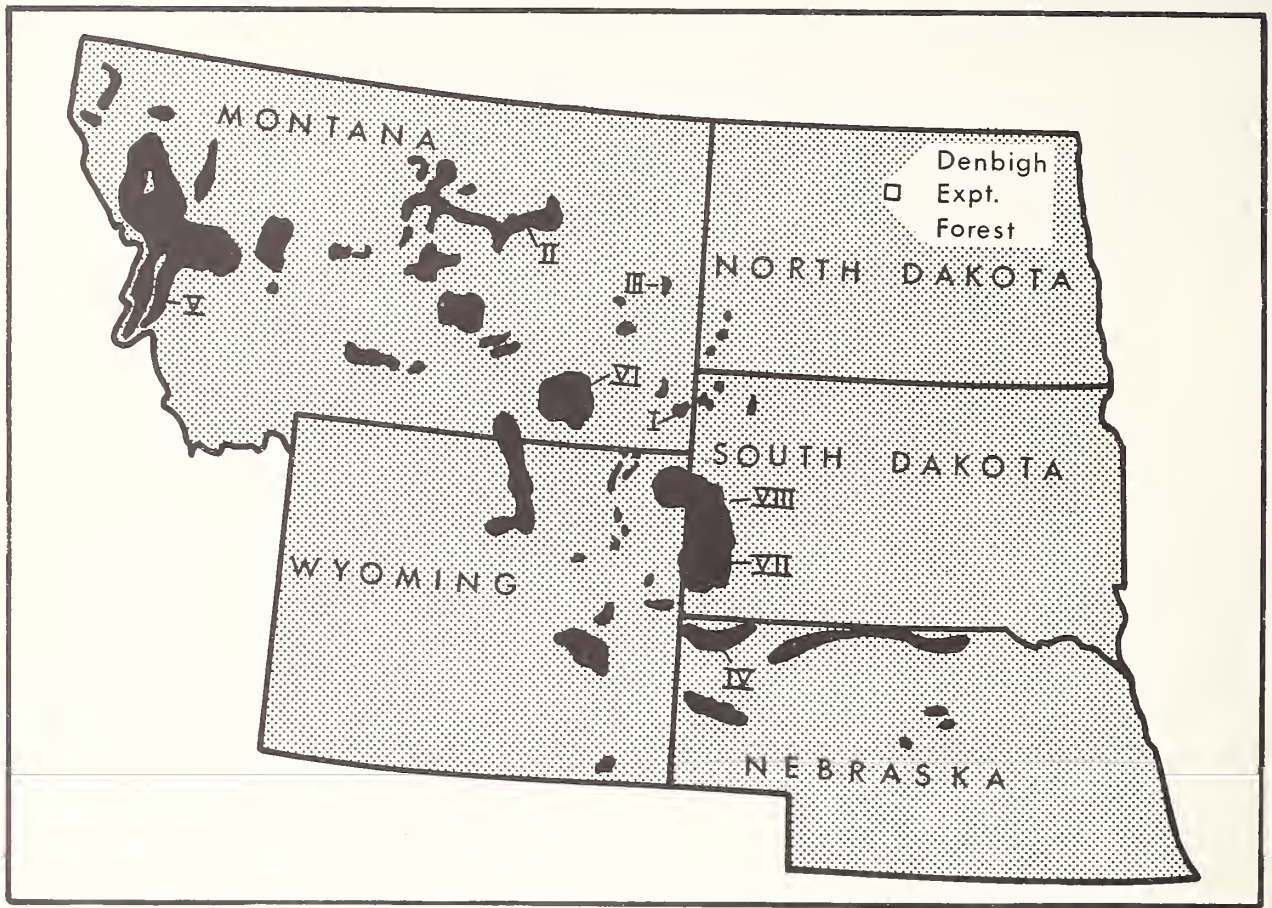 MONTANA
Denbigh
Expt.
Forest
II
NORTH DAKOTA
III
V
VI
I
SOUTH DAKOTA
VIII
WYOMING
VII
IV
NEBRASKA